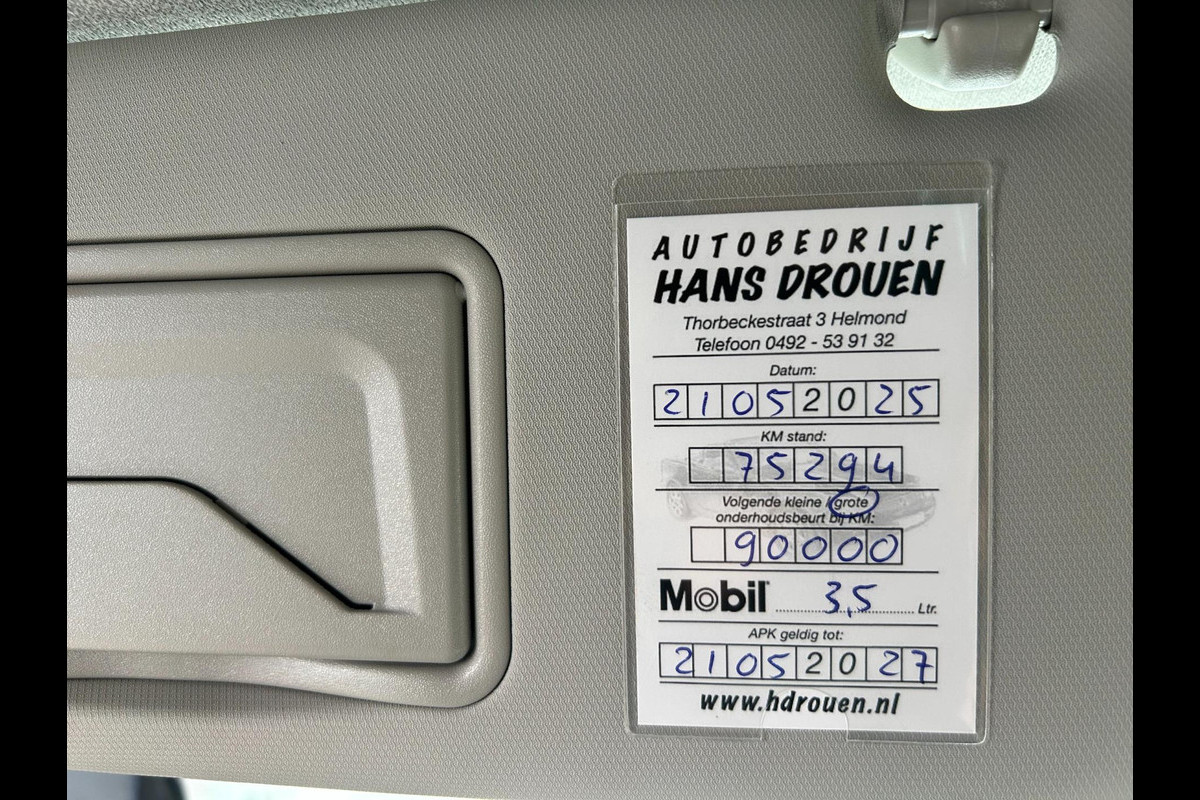 AUTOBEDRIJF
HANS DROUEN
Thorbeckestraat 3 Helmond
Telefoon 0492 - 53 91 32
Datum:
21052025
KM stand:
75294
Volgende kleine / grote
onderhoudsbeurt bij KM:
90000
Mobil 3,5 Ltr.
APK geldig tot:
21052027
www.hdrouen.nl